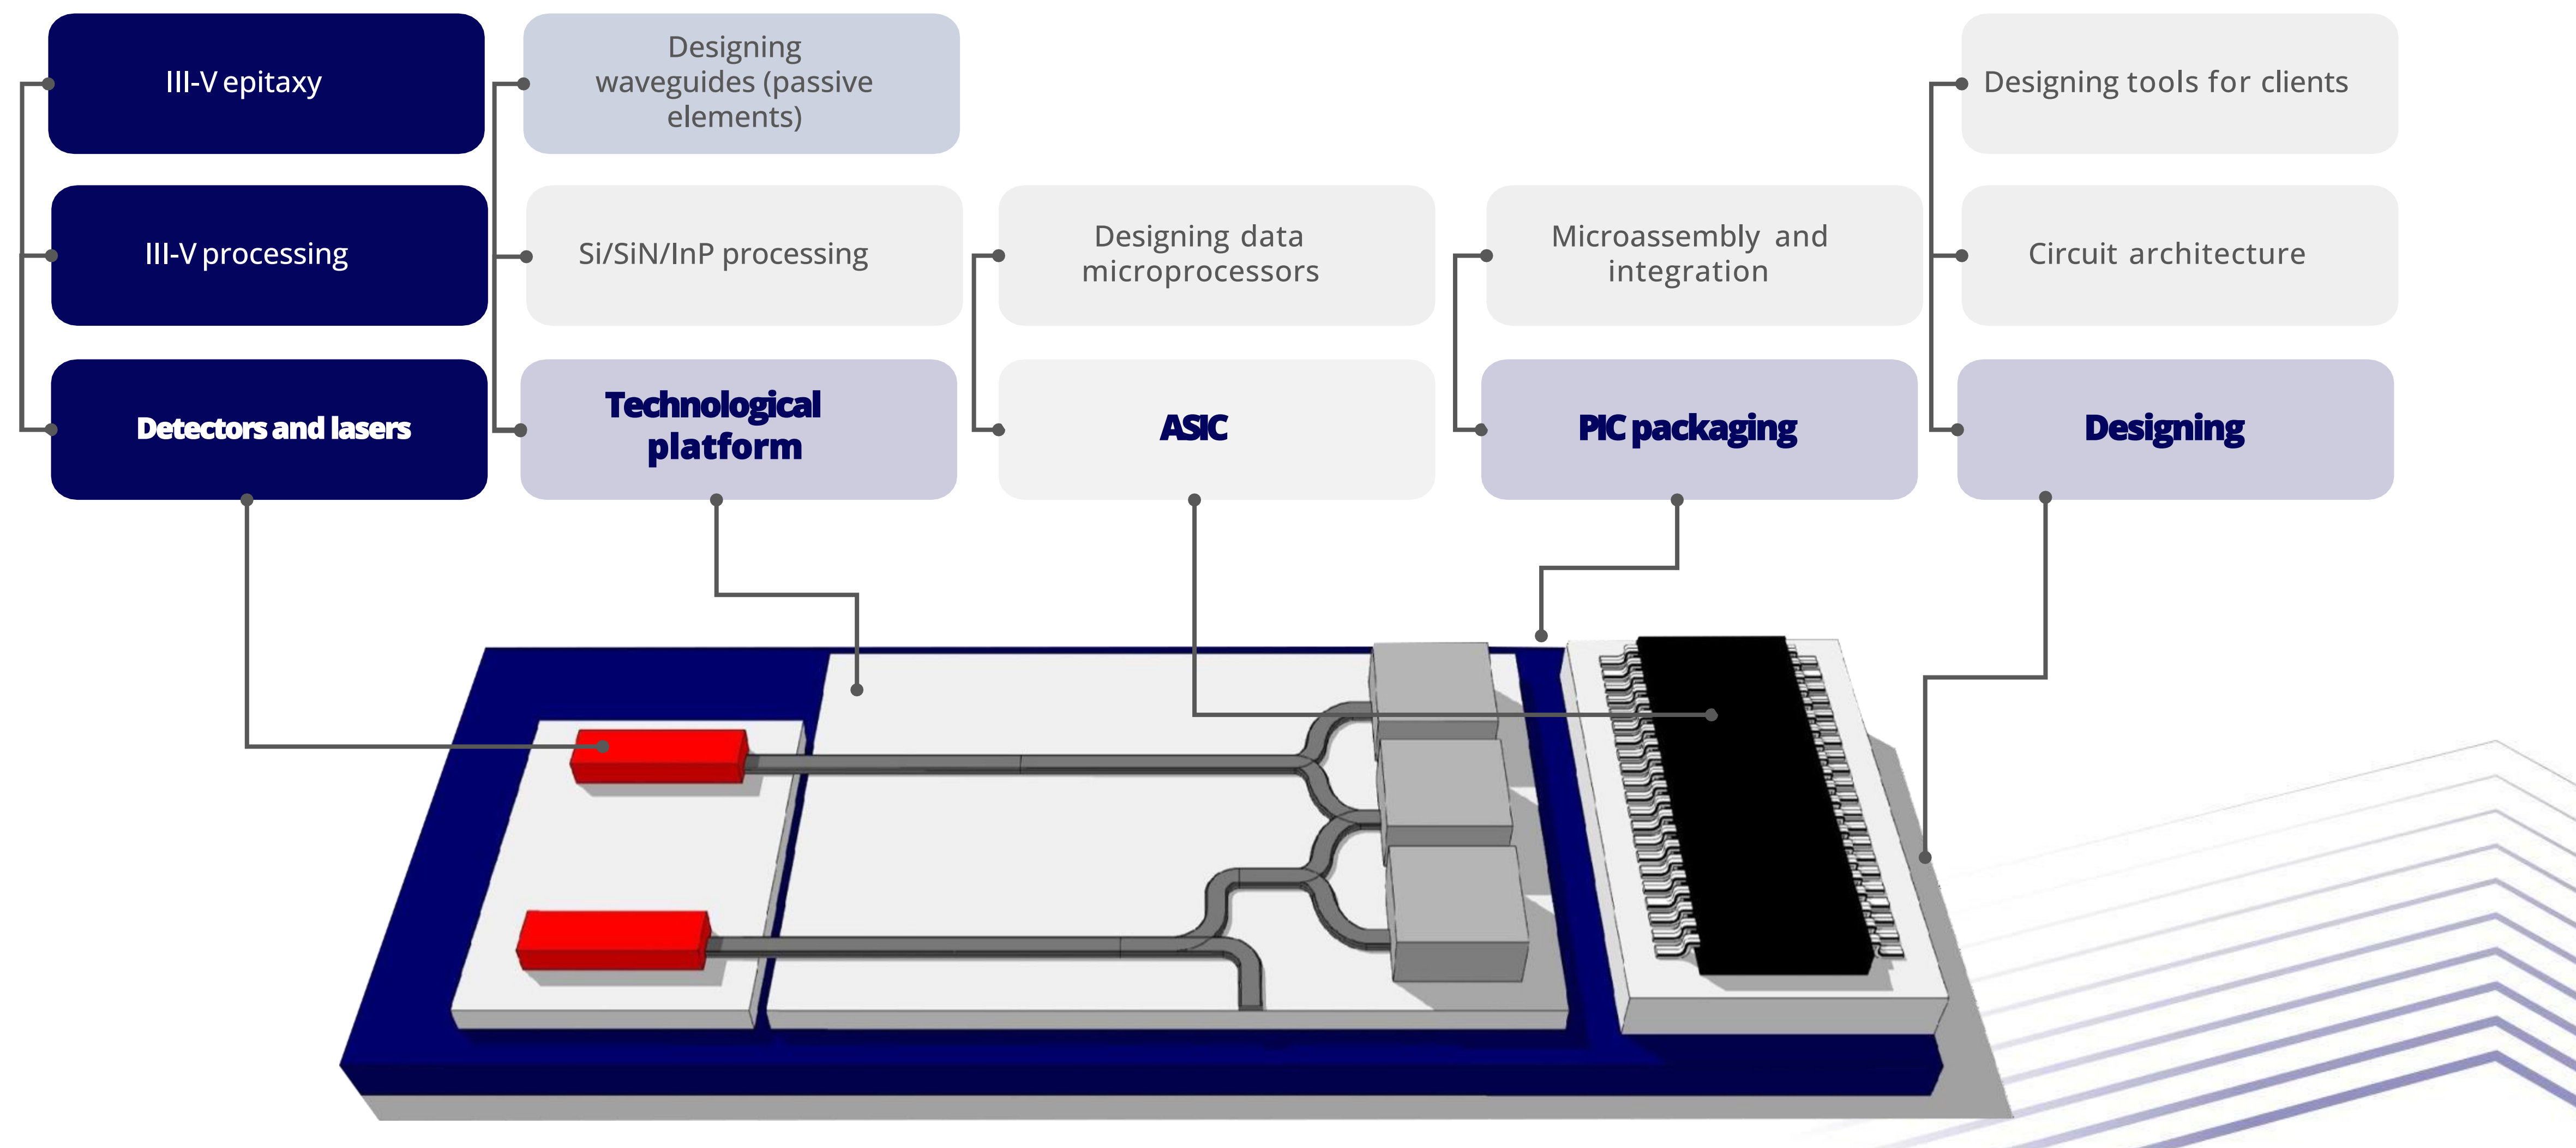 III-V epitaxy
Designing
waveguides (passive
elements)
Designing tools for clients
III-V processing
Si/SiN/InP processing
Designing data
microprocessors
Microassembly and
integration
Circuit architecture
Detectors and lasers
Technological
platform
ASIC
PIC packaging
Designing